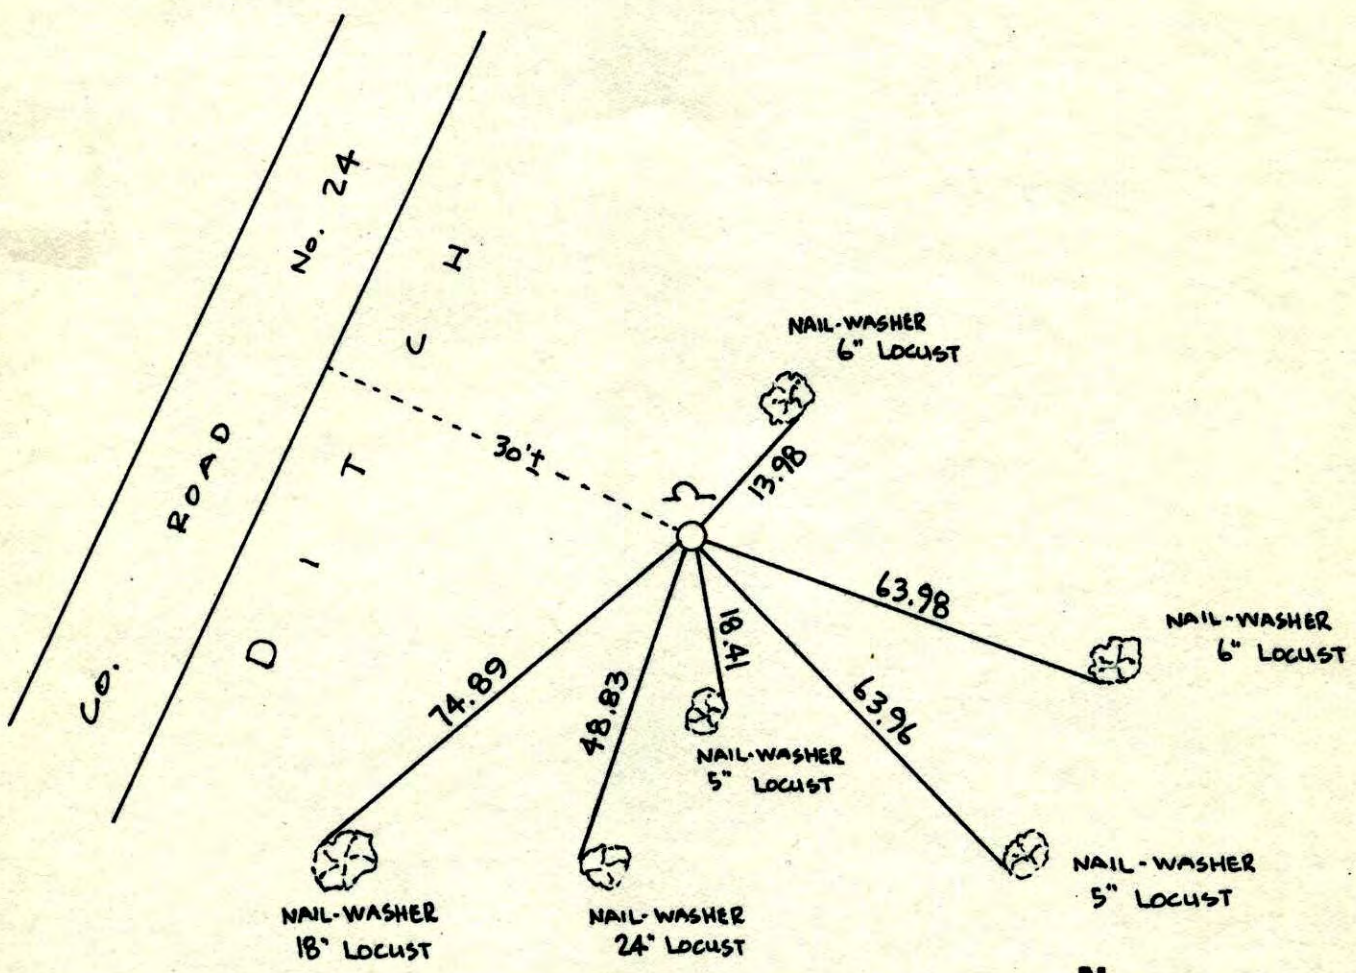 CO. ROAD No. 24
DITCH
NAIL-WASHER
6" LOCUST
30'±
13.98
63.98
NAIL-WASHER
6" LOCUST
18.41
63.96
74.89
48.83
NAIL-WASHER
5" LOCUST
NAIL-WASHER
5" LOCUST
NAIL-WASHER
18" LOCUST
NAIL-WASHER
24" LOCUST